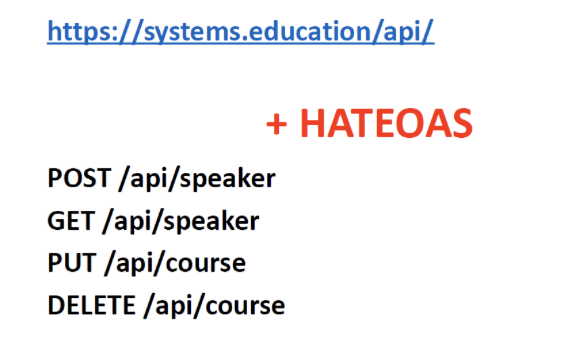 https://systems.education/api/
+ HATEOAS
POST /api/speaker
GET /api/speaker
PUT /api/course
DELETE /api/course